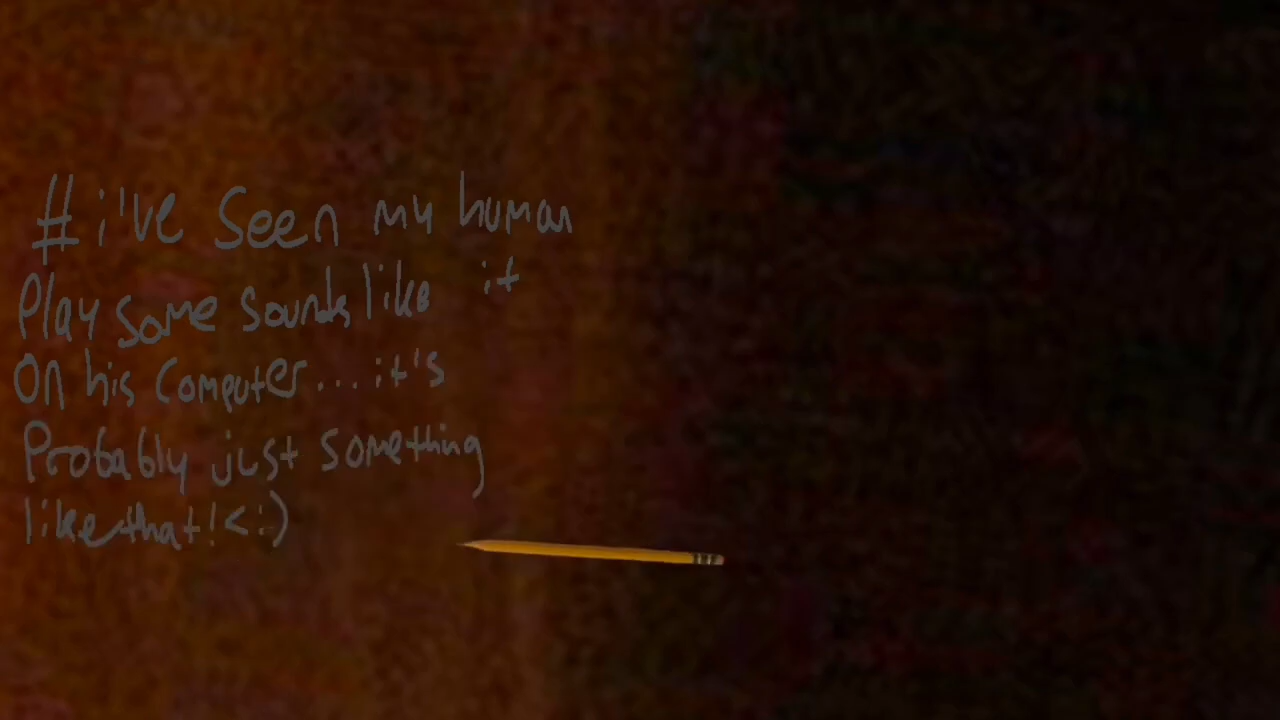 # i've seen my human
Play some sounds like it
On his computer...it's
Probably just something
like that!<:)